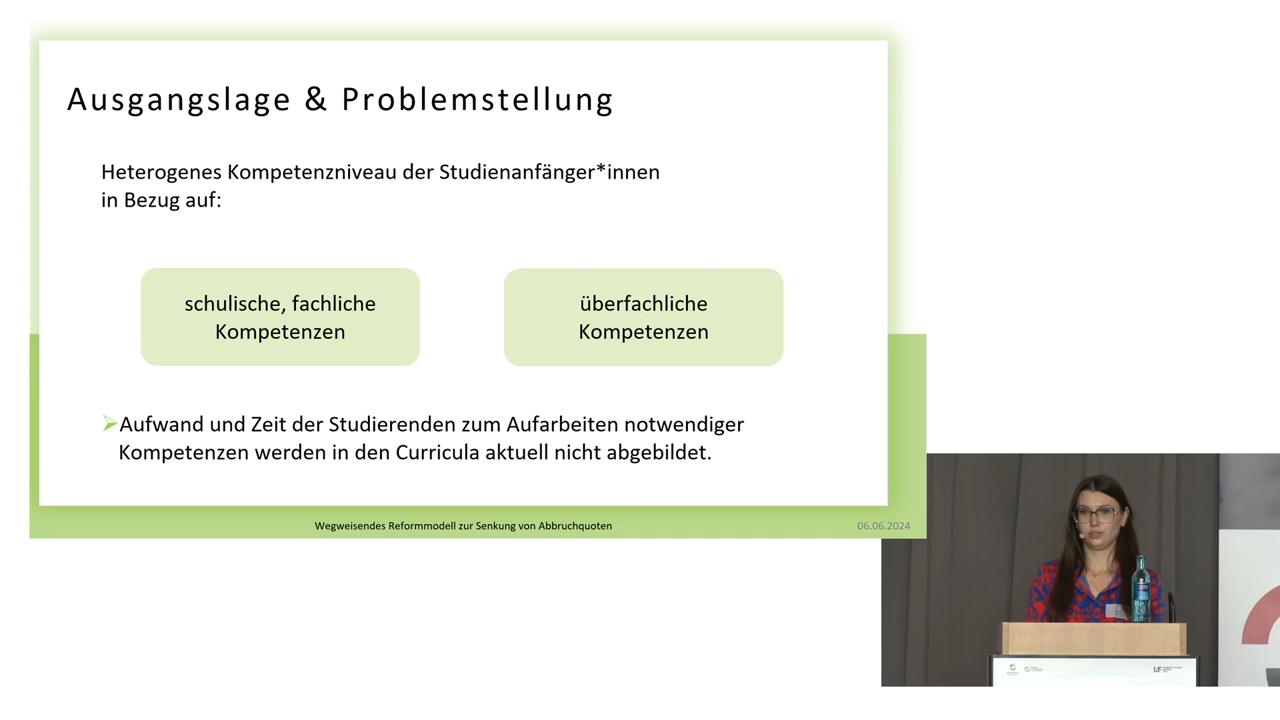 Ausgangslage & Problemstellung
Heterogenes Kompetenzniveau der Studienanfänger*innen
in Bezug auf:
schulische, fachliche
Kompetenzen
überfachliche
Kompetenzen
Aufwand und Zeit der Studierenden zum Aufarbeiten notwendiger
Kompetenzen werden in den Curricula aktuell nicht abgebildet.
Wegweisendes Reformmodell zur Senkung von Abbruchquoten
06.06.2024